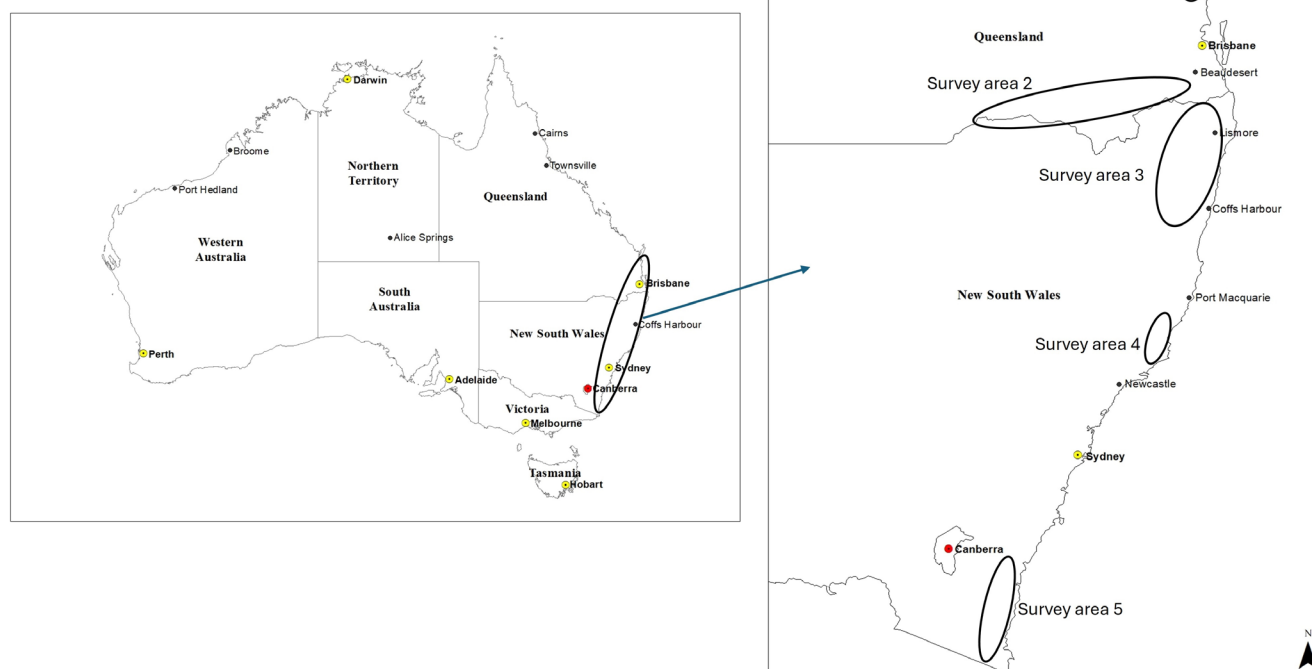 Darwin
Cairns
Broome
Northern
Territory
Townsville
Port Hedland
Queensland
Alice Springs
Western
Australia
South
Australia
Brisbane
New South Wales
Coffs Harbour
Perth
Sydney
Adelaide
Canberra
Victoria
Melbourne
Tasmania
Hobart
Queensland
Brisbane
Beaudesert
Survey area 2
Lismore
Survey area 3
Coffs Harbour
New South Wales
Port Macquarie
Survey area 4
Newcastle
Sydney
Canberra
Survey area 5
N